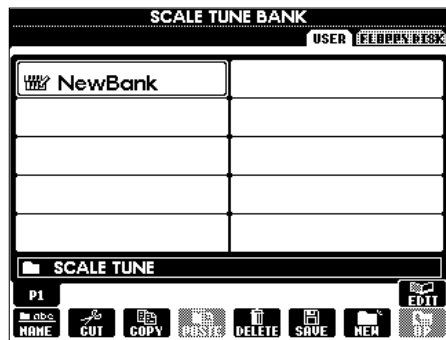 SCALE TUNE BANK
USER FLOPPY DISK
NewBank
SCALE TUNE
P1
EDIT
abc
NAME CUT COPY PASTE DELETE SAVE NEW UP